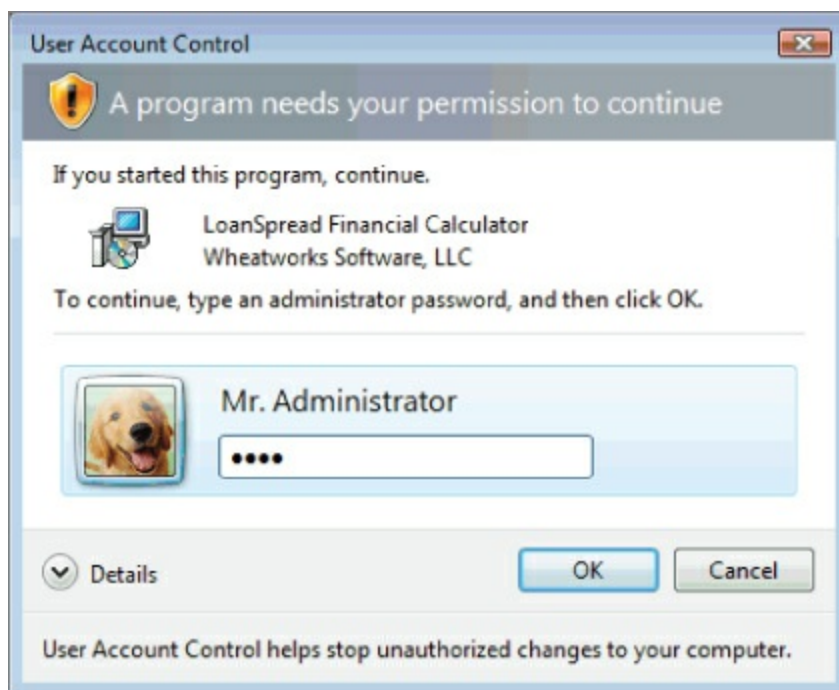 User Account Control
A program needs your permission to continue
If you started this program, continue.
LoanSpread Financial Calculator
Wheatworks Software, LLC
To continue, type an administrator password, and then click OK.
Mr. Administrator
••••
Details
OK
Cancel
User Account Control helps stop unauthorized changes to your computer.